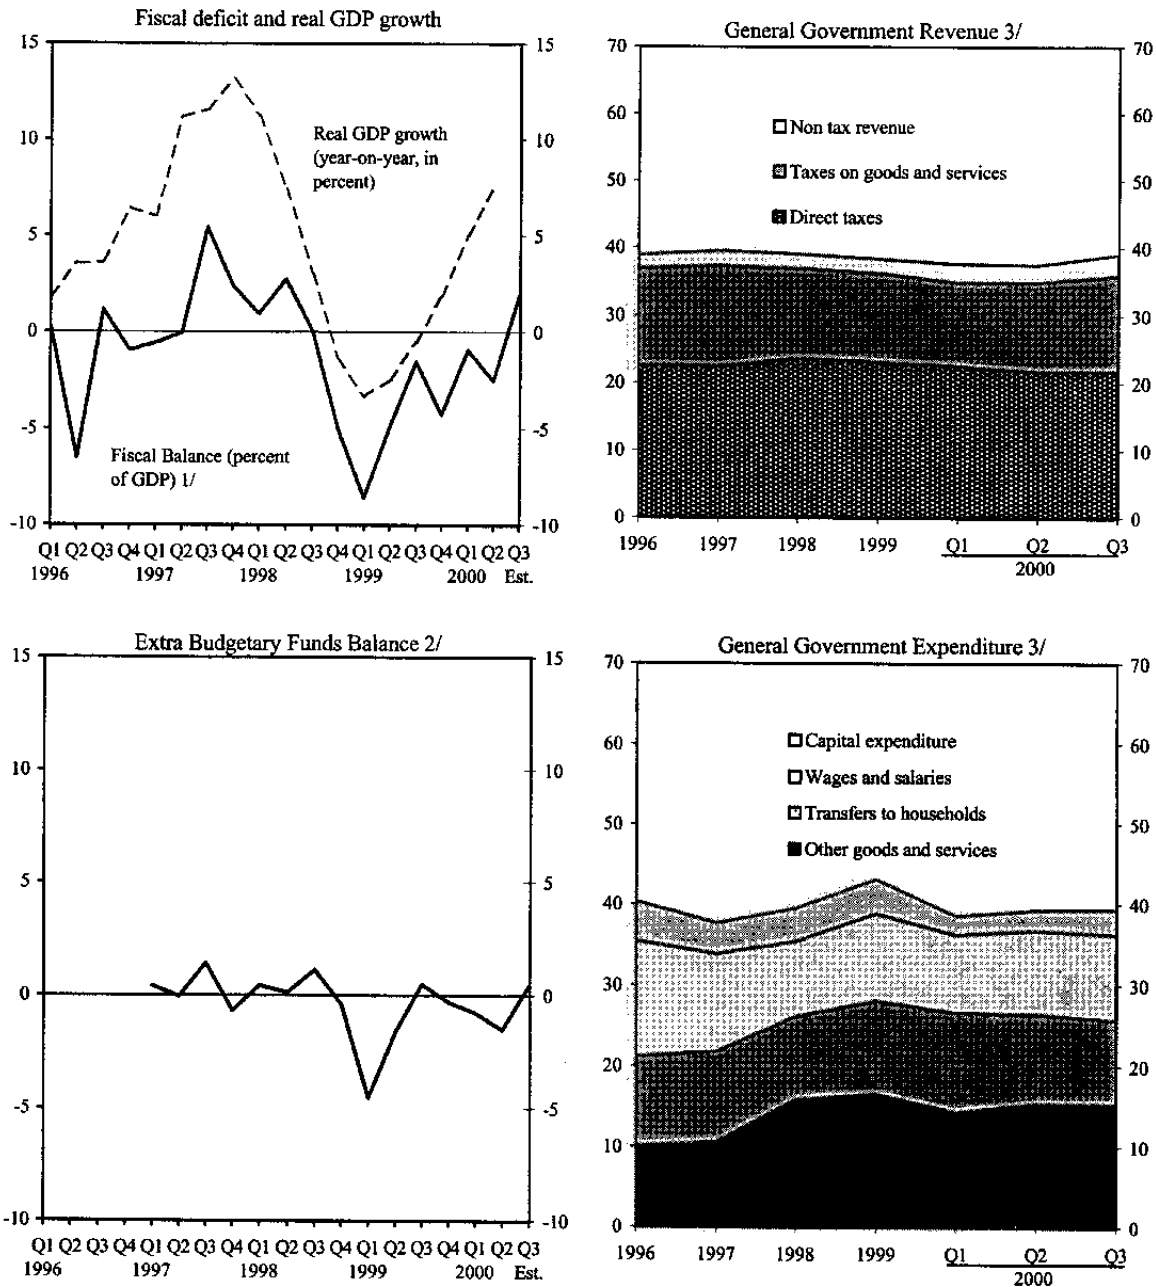 Fiscal deficit and real GDP growth
15
10
5
0
-5
-10
15
10
5
0
-5
-10
Real GDP growth
(year-on-year, in
percent)
Fiscal Balance (percent
of GDP) 1/
Q1 Q2 Q3 Q4 Q1 Q2 Q3 Q4 Q1 Q2 Q3 Q4 Q1 Q2 Q3 Q4 Q1 Q2 Q3
1996 1997 1998 1999 2000 Est.
General Government Revenue 3/
70
60
50
40
30
20
10
0
70
60
50
40
30
20
10
0
Non tax revenue
Taxes on goods and services
Direct taxes
1996 1997 1998 1999 Q1 Q2 Q3
2000
Extra Budgetary Funds Balance 2/
15
10
5
0
-5
-10
15
10
5
0
-5
-10
Q1 Q2 Q3 Q4 Q1 Q2 Q3 Q4 Q1 Q2 Q3 Q4 Q1 Q2 Q3 Q4 Q1 Q2 Q3
1996 1997 1998 1999 2000 Est.
General Government Expenditure 3/
70
60
50
40
30
20
10
0
70
60
50
40
30
20
10
0
Capital expenditure
Wages and salaries
Transfers to households
Other goods and services
1996 1997 1998 1999 Q1 Q2 Q3
2000